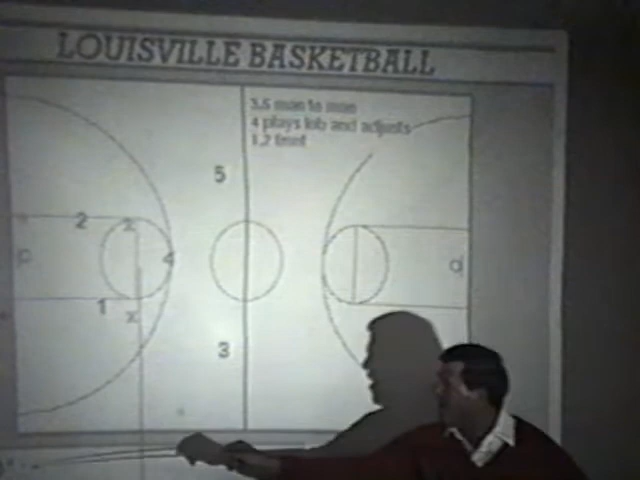 LOUISVILLE BASKETBALL
3,5 man to man
4 plays lob and adjusts
1,2 front
5
2
x
4
1
x
3